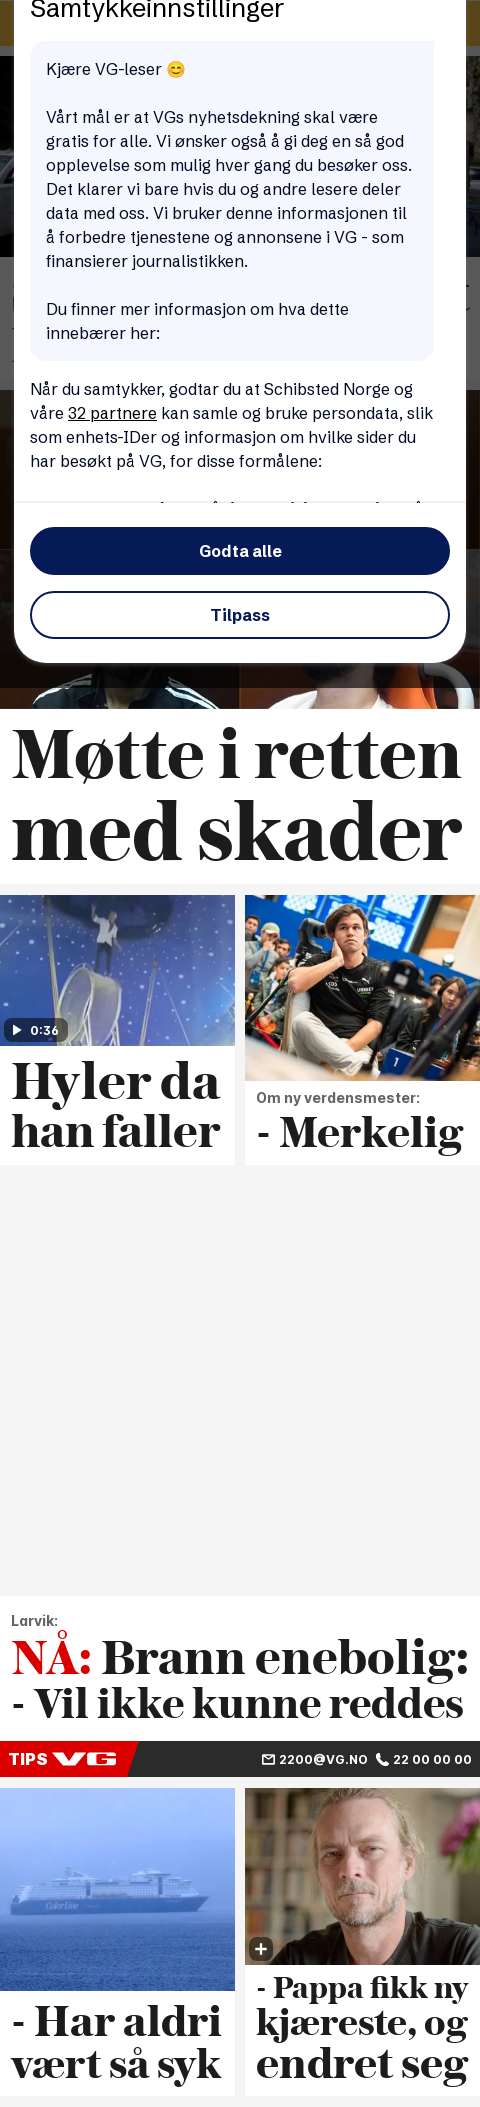 Samtykkeinnstillinger
Kjære VG-leser 😊
Vårt mål er at VGs nyhetsdekning skal være
gratis for alle. Vi ønsker også å gi deg en så god
opplevelse som mulig hver gang du besøker oss.
Det klarer vi bare hvis du og andre lesere deler
data med oss. Vi bruker denne informasjonen til
å forbedre tjenestene og annonsene i VG - som
finansierer journalistikken.
Du finner mer informasjon om hva dette
innebærer her:
Når du samtykker, godtar du at Schibsted Norge og
våre 32 partnere kan samle og bruke persondata, slik
som enhets-IDer og informasjon om hvilke sider du
har besøkt på VG, for disse formålene:
Godta alle
Tilpass
Møtte i retten
med skader
0:36
Hyler da
han faller
Om ny verdensmester:
- Merkelig
Larvik:
NÅ: Brann enebolig:
- Vil ikke kunne reddes
TIPS VG 2200@VG.NO 22 00 00 00
Color Line
- Har aldri
vært så syk
- Pappa fikk ny
kjæreste, og
endret seg